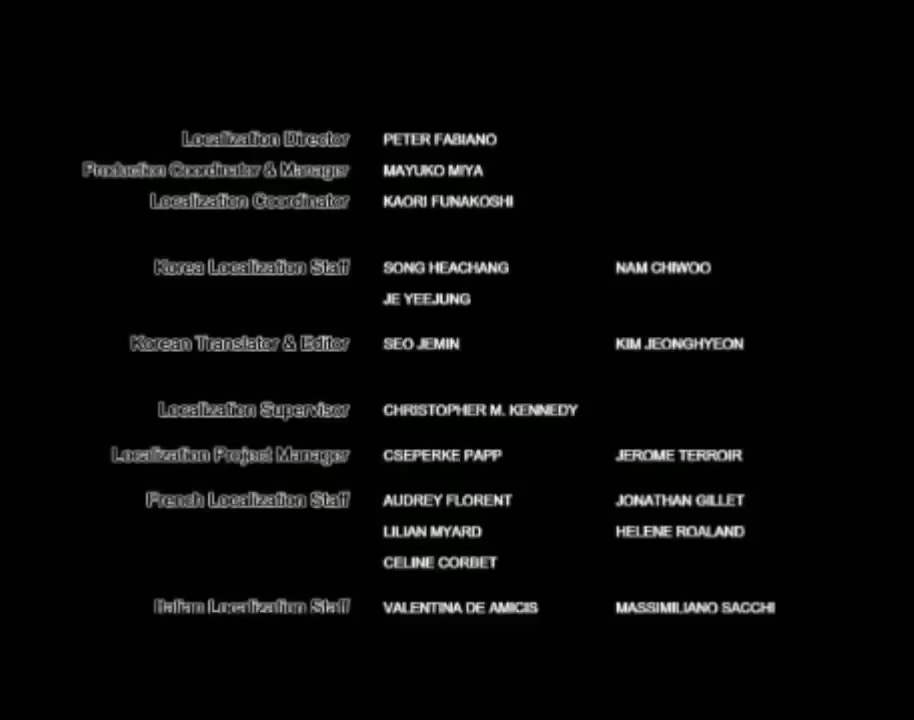 Localization Director PETER FABIANO
Production Coordinator & Manager MAYUKO MIYA
Localization Coordinator KAORI FUNAKOSHI
Korea Localization Staff SONG HEACHANG NAM CHIWOO
JE YEEJUNG
Korean Translator & Editor SEO JEMIN KIM JEONGHYEON
Localization Supervisor CHRISTOPHER M. KENNEDY
Localization Project Manager CSEPERKE PAPP JEROME TERROIR
French Localization Staff AUDREY FLORENT JONATHAN GILLET
LILIAN MYARD HELENE ROALAND
CELINE CORBET
Italian Localization Staff VALENTINA DE AMICIS MASSIMILIANO SACCHI